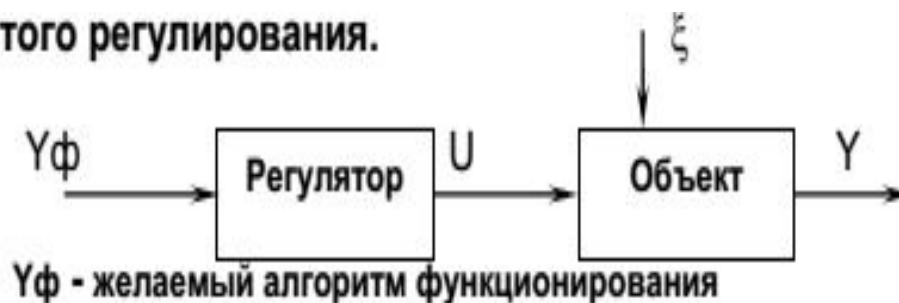 того регулирования.
ξ
Yф
Регулятор
U
Объект
Y
Yф - желаемый алгоритм функционирования